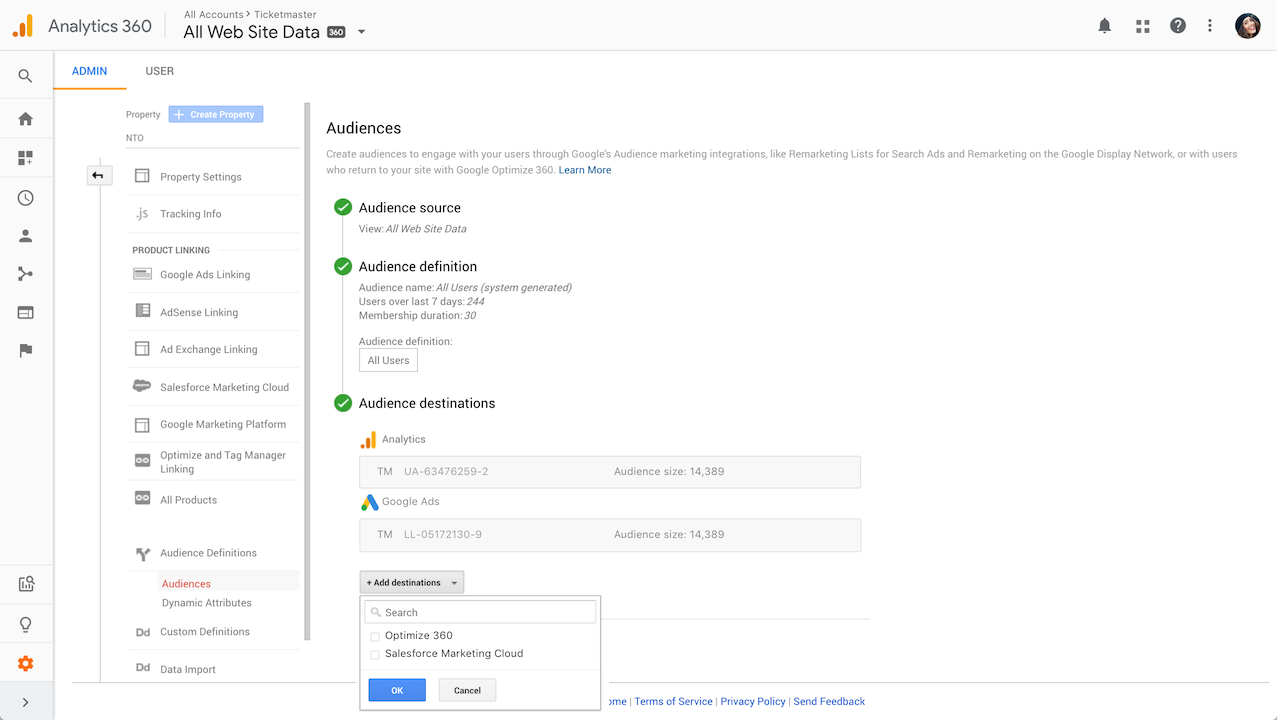 Analytics 360
All Accounts > Ticketmaster
All Web Site Data 360
ADMIN
USER
Property
+ Create Property
NTO
Property Settings
.js Tracking Info
PRODUCT LINKING
Google Ads Linking
AdSense Linking
Ad Exchange Linking
Salesforce Marketing Cloud
Google Marketing Platform
Optimize and Tag Manager
Linking
All Products
Audience Definitions
Audiences
Dynamic Attributes
Dd Custom Definitions
Dd Data Import
Audiences
Create audiences to engage with your users through Google's Audience marketing integrations, like Remarketing Lists for Search Ads and Remarketing on the Google Display Network, or with users
who return to your site with Google Optimize 360. Learn More
Audience source
View: All Web Site Data
Audience definition
Audience name: All Users (system generated)
Users over last 7 days: 244
Membership duration: 30
Audience definition:
All Users
Audience destinations
Analytics
TM UA-63476259-2 Audience size: 14,389
Google Ads
TM LL-05172130-9 Audience size: 14,389
+ Add destinations
Search
Optimize 360
Salesforce Marketing Cloud
OK
Cancel
ome | Terms of Service | Privacy Policy | Send Feedback